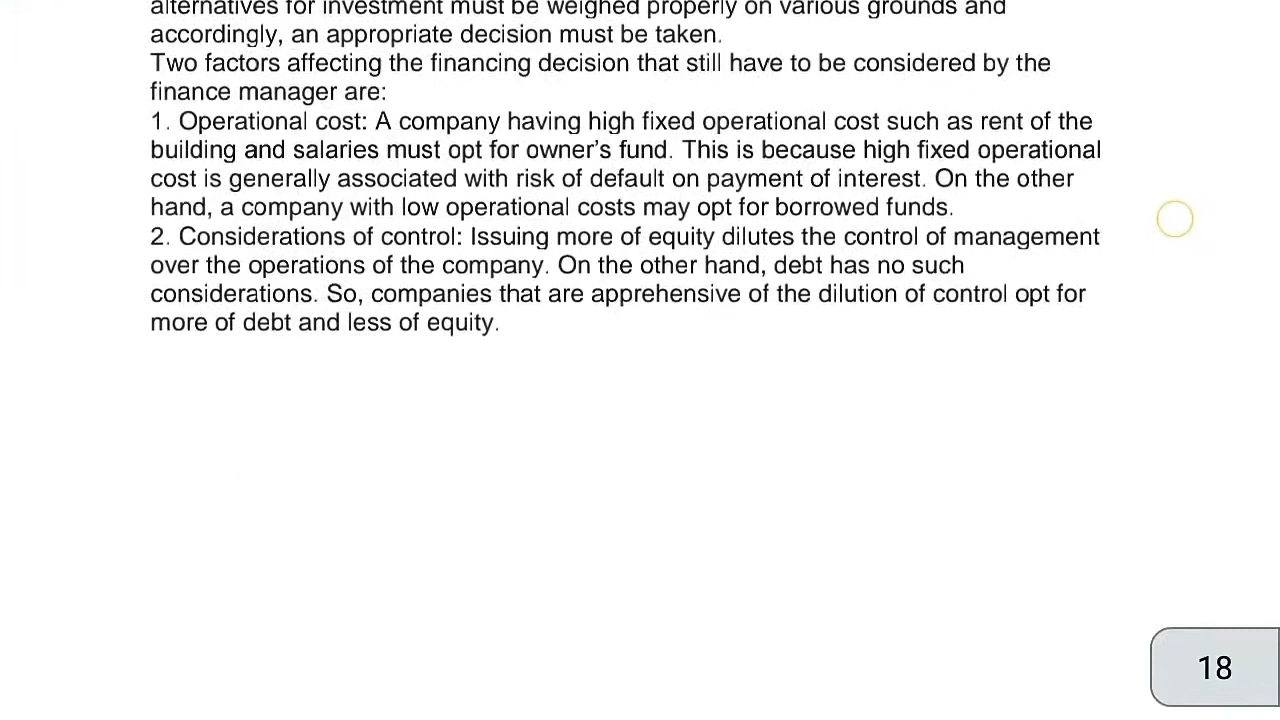 alternatives for investment must be weighed properly on various grounds and
accordingly, an appropriate decision must be taken.
Two factors affecting the financing decision that still have to be considered by the
finance manager are:
1. Operational cost: A company having high fixed operational cost such as rent of the
building and salaries must opt for owner's fund. This is because high fixed operational
cost is generally associated with risk of default on payment of interest. On the other
hand, a company with low operational costs may opt for borrowed funds.
2. Considerations of control: Issuing more of equity dilutes the control of management
over the operations of the company. On the other hand, debt has no such
considerations. So, companies that are apprehensive of the dilution of control opt for
more of debt and less of equity.
18